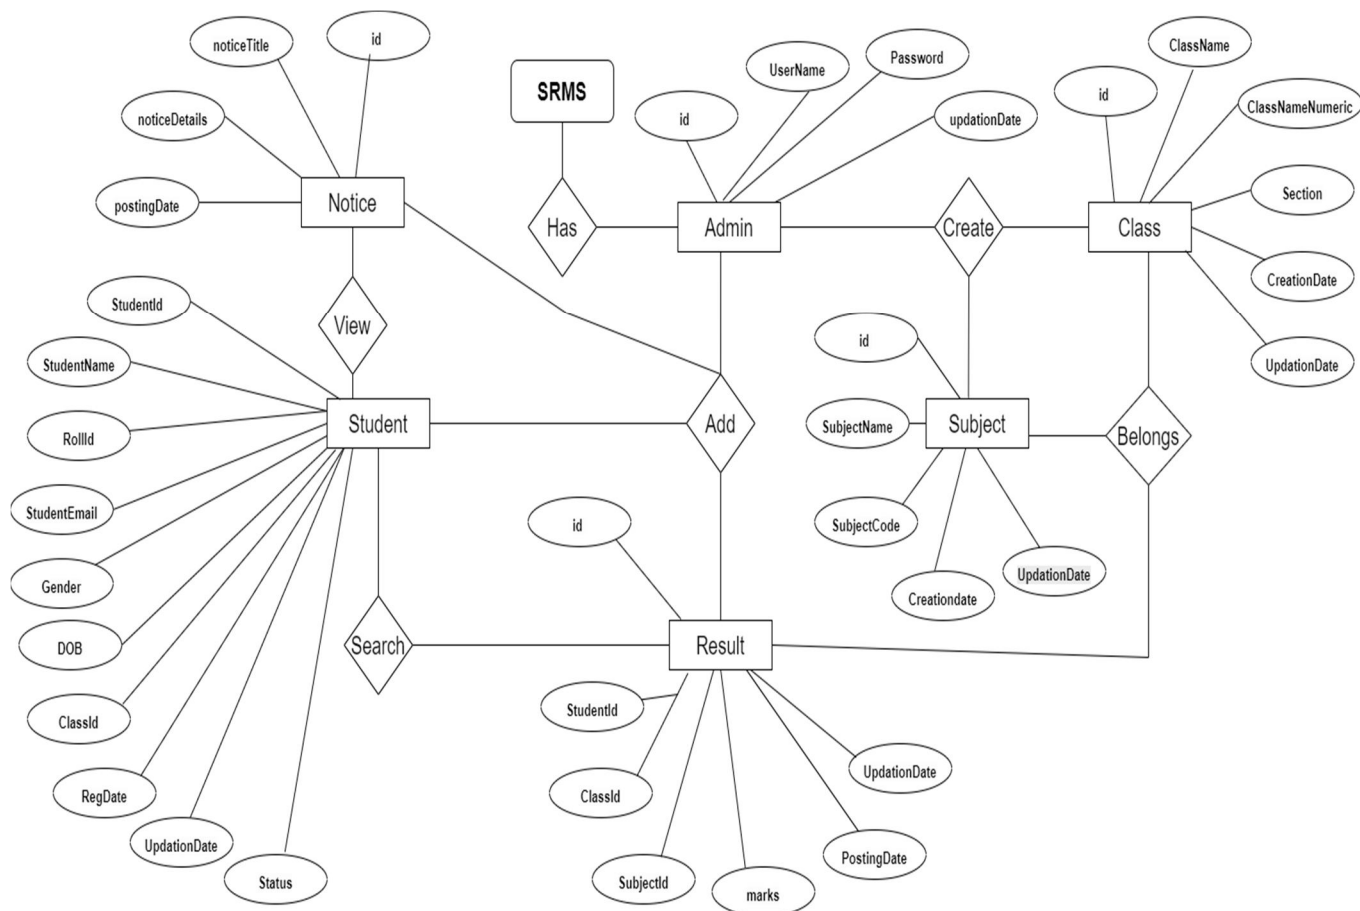 noticeTitle
id
noticeDetails
postingDate
Notice
View
SRMS
Has
id
UserName
Password
updationDate
Admin
Create
id
ClassName
ClassNameNumeric
Section
CreationDate
UpdationDate
Class
StudentId
StudentName
RollId
StudentEmail
Gender
DOB
ClassId
RegDate
UpdationDate
Status
Student
Add
id
SubjectName
SubjectCode
Creationdate
UpdationDate
Subject
Belongs
Search
id
Result
StudentId
ClassId
SubjectId
marks
PostingDate
UpdationDate